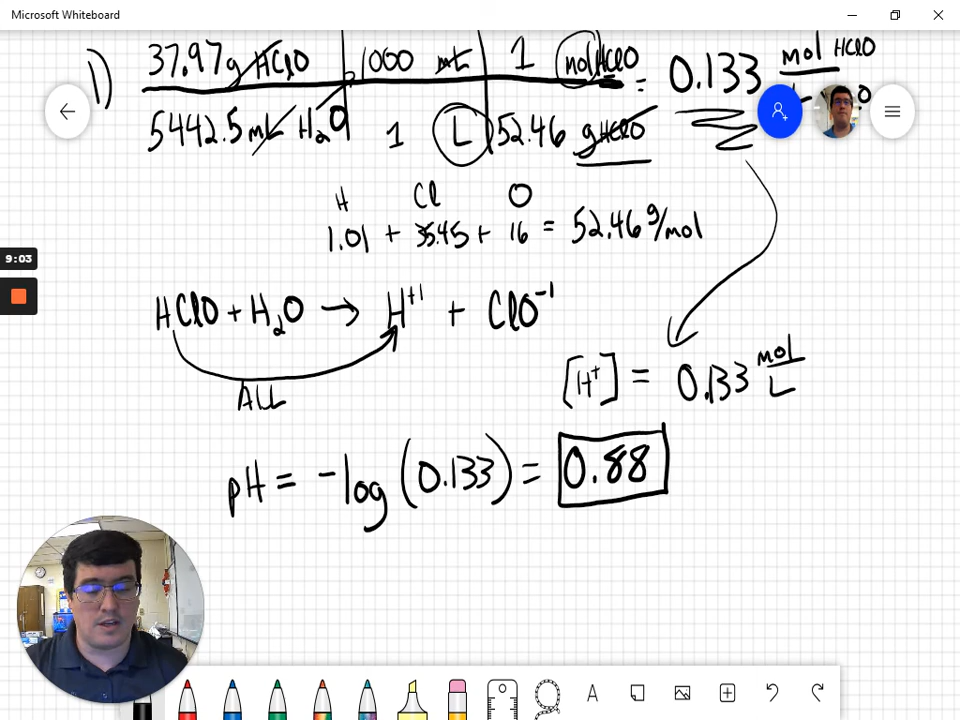 Microsoft Whiteboard
1) 37.97g HClO 1000 mL 1 mol HClO = 0.133 mol HClO
5442.5 mL H2O 1 L 52.46 g HClO
H Cl O
1.01 + 35.45 + 16 = 52.46 g/mol
9:03
HClO + H2O → H+1 + ClO-1
ALL
[H+] = 0.133 mol/L
pH = -log (0.133) = 0.88
A